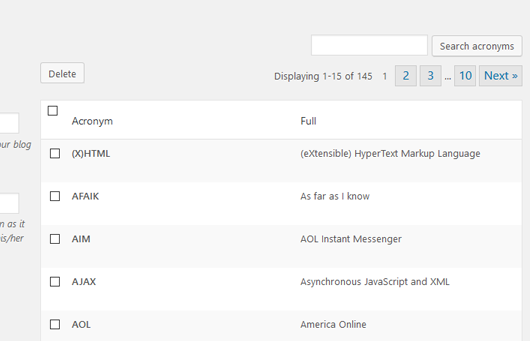 Search acronyms
Delete
Displaying 1-15 of 145 1 2 3 ... 10 Next »
Acronym Full
(X)HTML (eXtensible) HyperText Markup Language
our blog
AFAIK As far as I know
as it
his/her
AIM AOL Instant Messenger
AJAX Asynchronous JavaScript and XML
AOL America Online